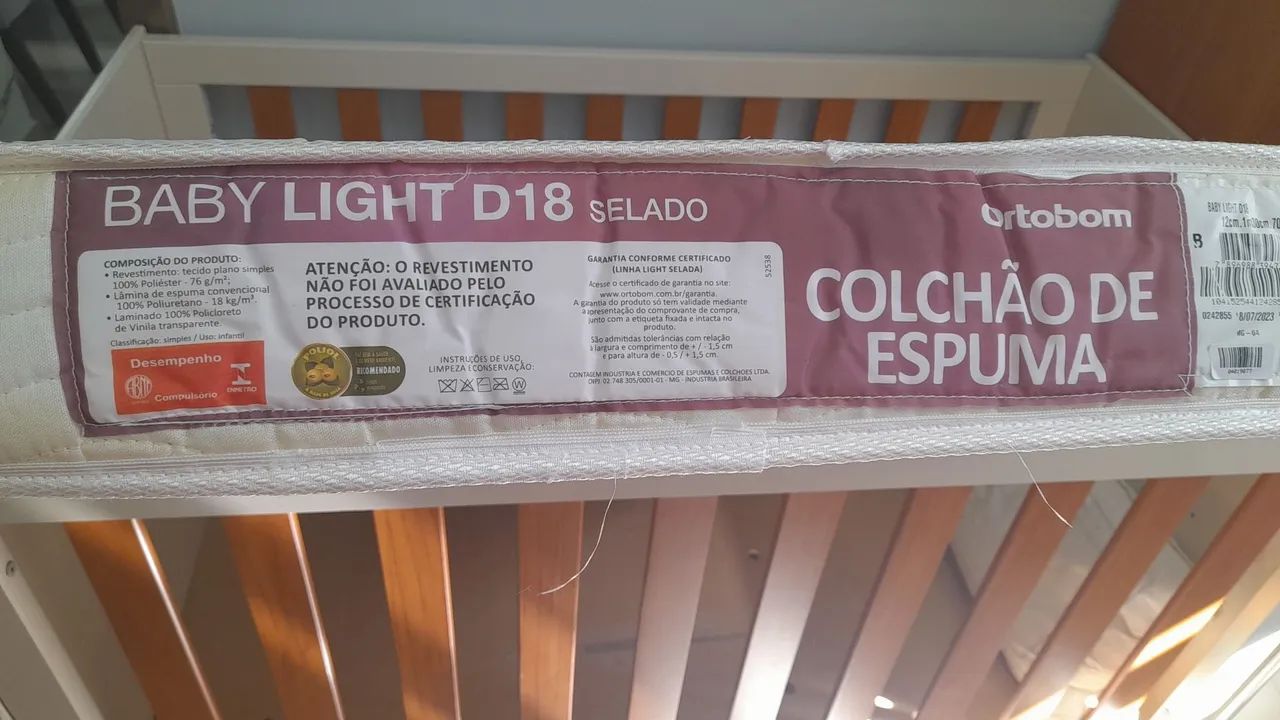 BABY LIGHT D18 SELADO
COMPOSIÇÃO DO PRODUTO:
• Revestimento: tecido plano simples
100% Poliéster - 76 g/m²;
• Lâmina de espuma convencional
100% Poliuretano - 18 kg/m³.
• Laminado 100% Policloreto
de Vinila transparente.
Classificação: simples / Uso: infantil
Desempenho
ABNT
INMETRO
Compulsório
ATENÇÃO: O REVESTIMENTO
NÃO FOI AVALIADO PELO
PROCESSO DE CERTIFICAÇÃO
DO PRODUTO.
POLIOL
RECOMENDADO
INSTRUÇÕES DE USO,
LIMPEZA E CONSERVAÇÃO:
W
GARANTIA CONFORME CERTIFICADO
(LINHA LIGHT SELADA)
Acesse o certificado de garantia no site:
www.ortobom.com.br/garantia.
A garantia do produto só tem validade mediante
apresentação do comprovante de compra,
junto com a etiqueta fixada e intacta no
produto.
São admitidas tolerâncias com relação
à largura e comprimento de + / - 1,5 cm
e para altura de - 0,5 / + 1,5 cm.
CONTAGEM INDUSTRIA E COMERCIO DE ESPUMAS E COLCHOES LTDA.
- MG - INDUSTRIA BRASILEIRA
52538
Ortobom
COLCHÃO DE
ESPUMA
BABY LIGHT D18
B
0242855
MG - GA